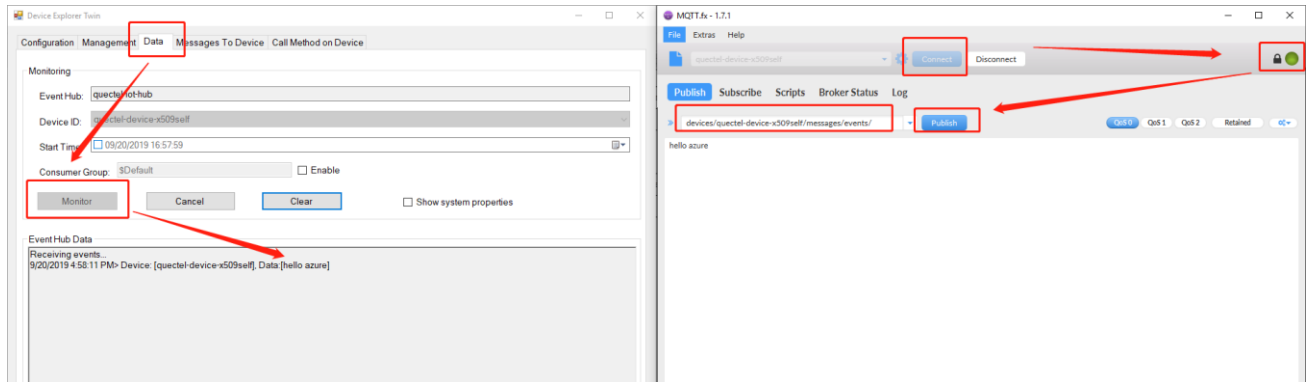 Device Explorer Twin
Configuration Management Data Messages To Device Call Method on Device
Monitoring
Event Hub: quectel-iot-hub
Device ID: quectel-device-x509self
Start Time: 09/20/2019 16:57:59
Consumer Group: $Default Enable
Monitor Cancel Clear Show system properties
Event Hub Data
Receiving events...
9/20/2019 4:58:11 PM> Device: [quectel-device-x509self], Data:[hello azure]
MQTT.fx - 1.7.1
File Extras Help
quectel-device-x509self Connect Disconnect
Publish Subscribe Scripts Broker Status Log
devices/quectel-device-x509self/messages/events/ Publish QoS 0 QoS 1 QoS 2 Retained
hello azure